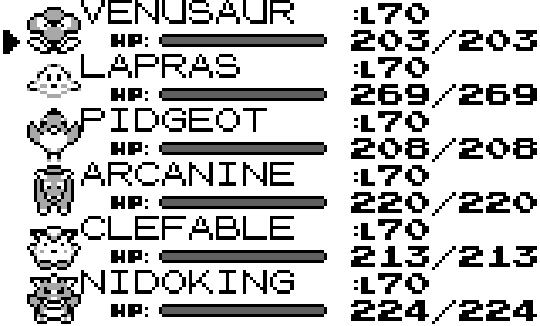 VENUSAUR :L70
HP: 203/203
LAPRAS :L70
HP: 269/269
PIDGEOT :L70
HP: 208/208
ARCANINE :L70
HP: 220/220
CLEFABLE :L70
HP: 213/213
NIDOKING :L70
HP: 224/224